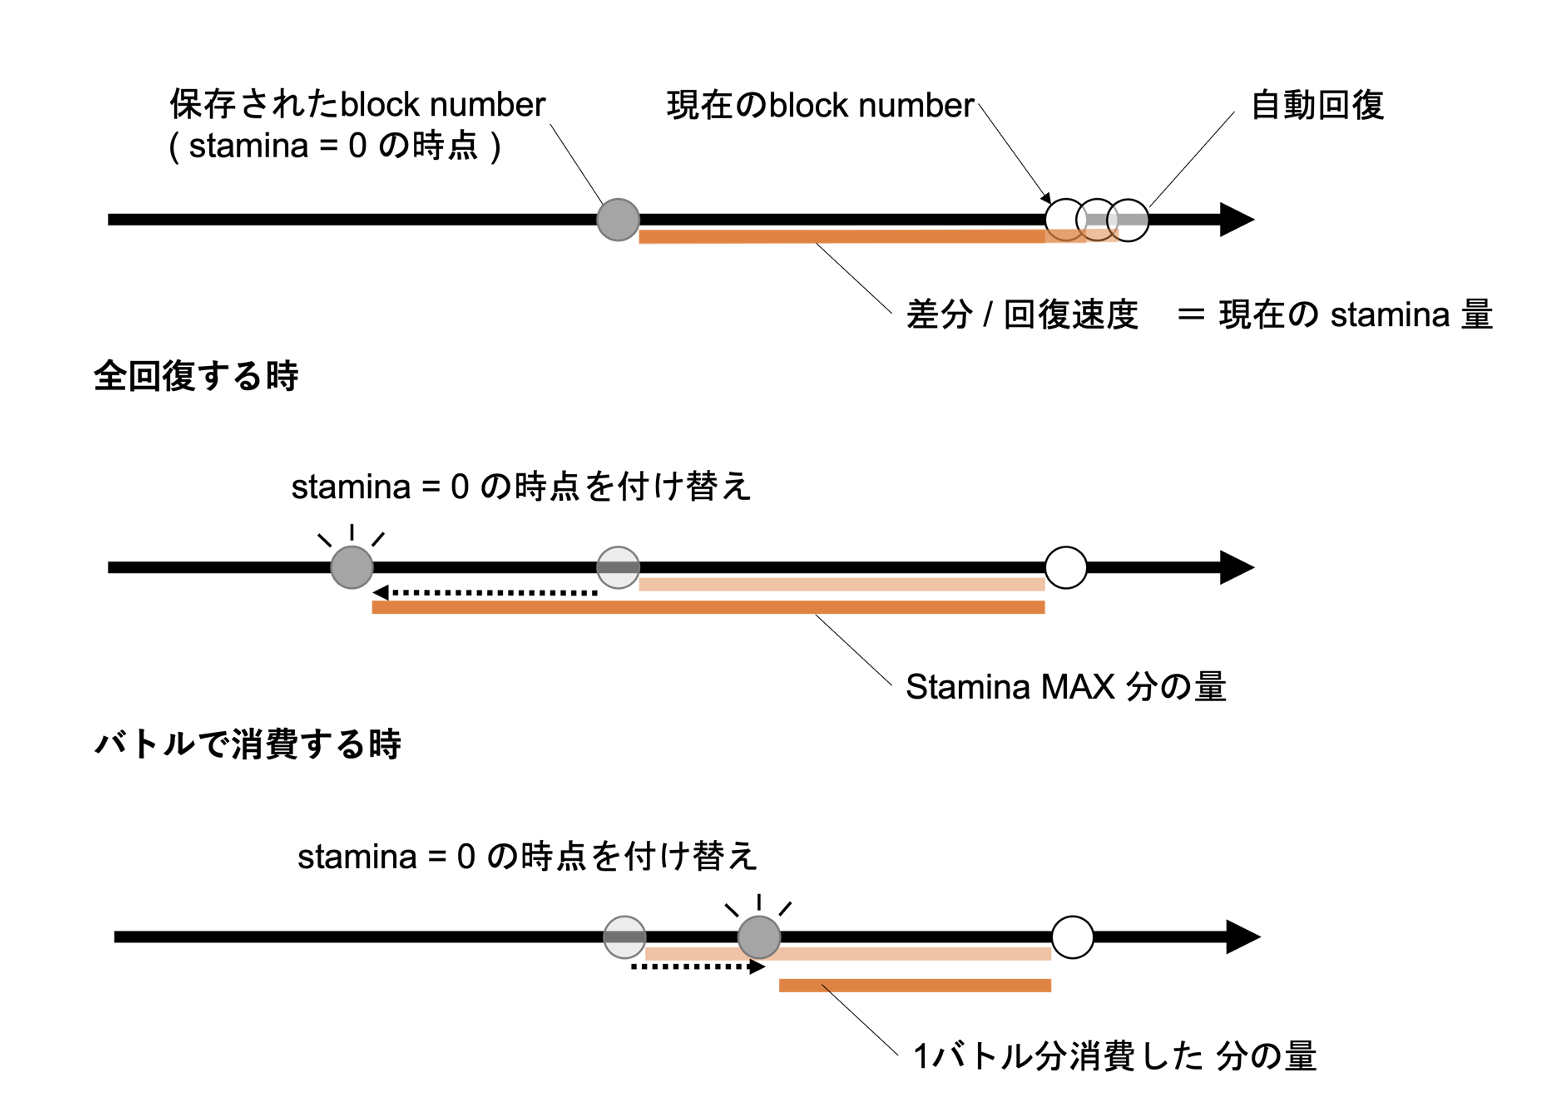 保存されたblock number
( stamina = 0 の時点 )
現在のblock number
自動回復
差分 / 回復速度　＝ 現在の stamina 量
全回復する時
stamina = 0 の時点を付け替え
Stamina MAX 分の量
バトルで消費する時
stamina = 0 の時点を付け替え
1バトル分消費した 分の量